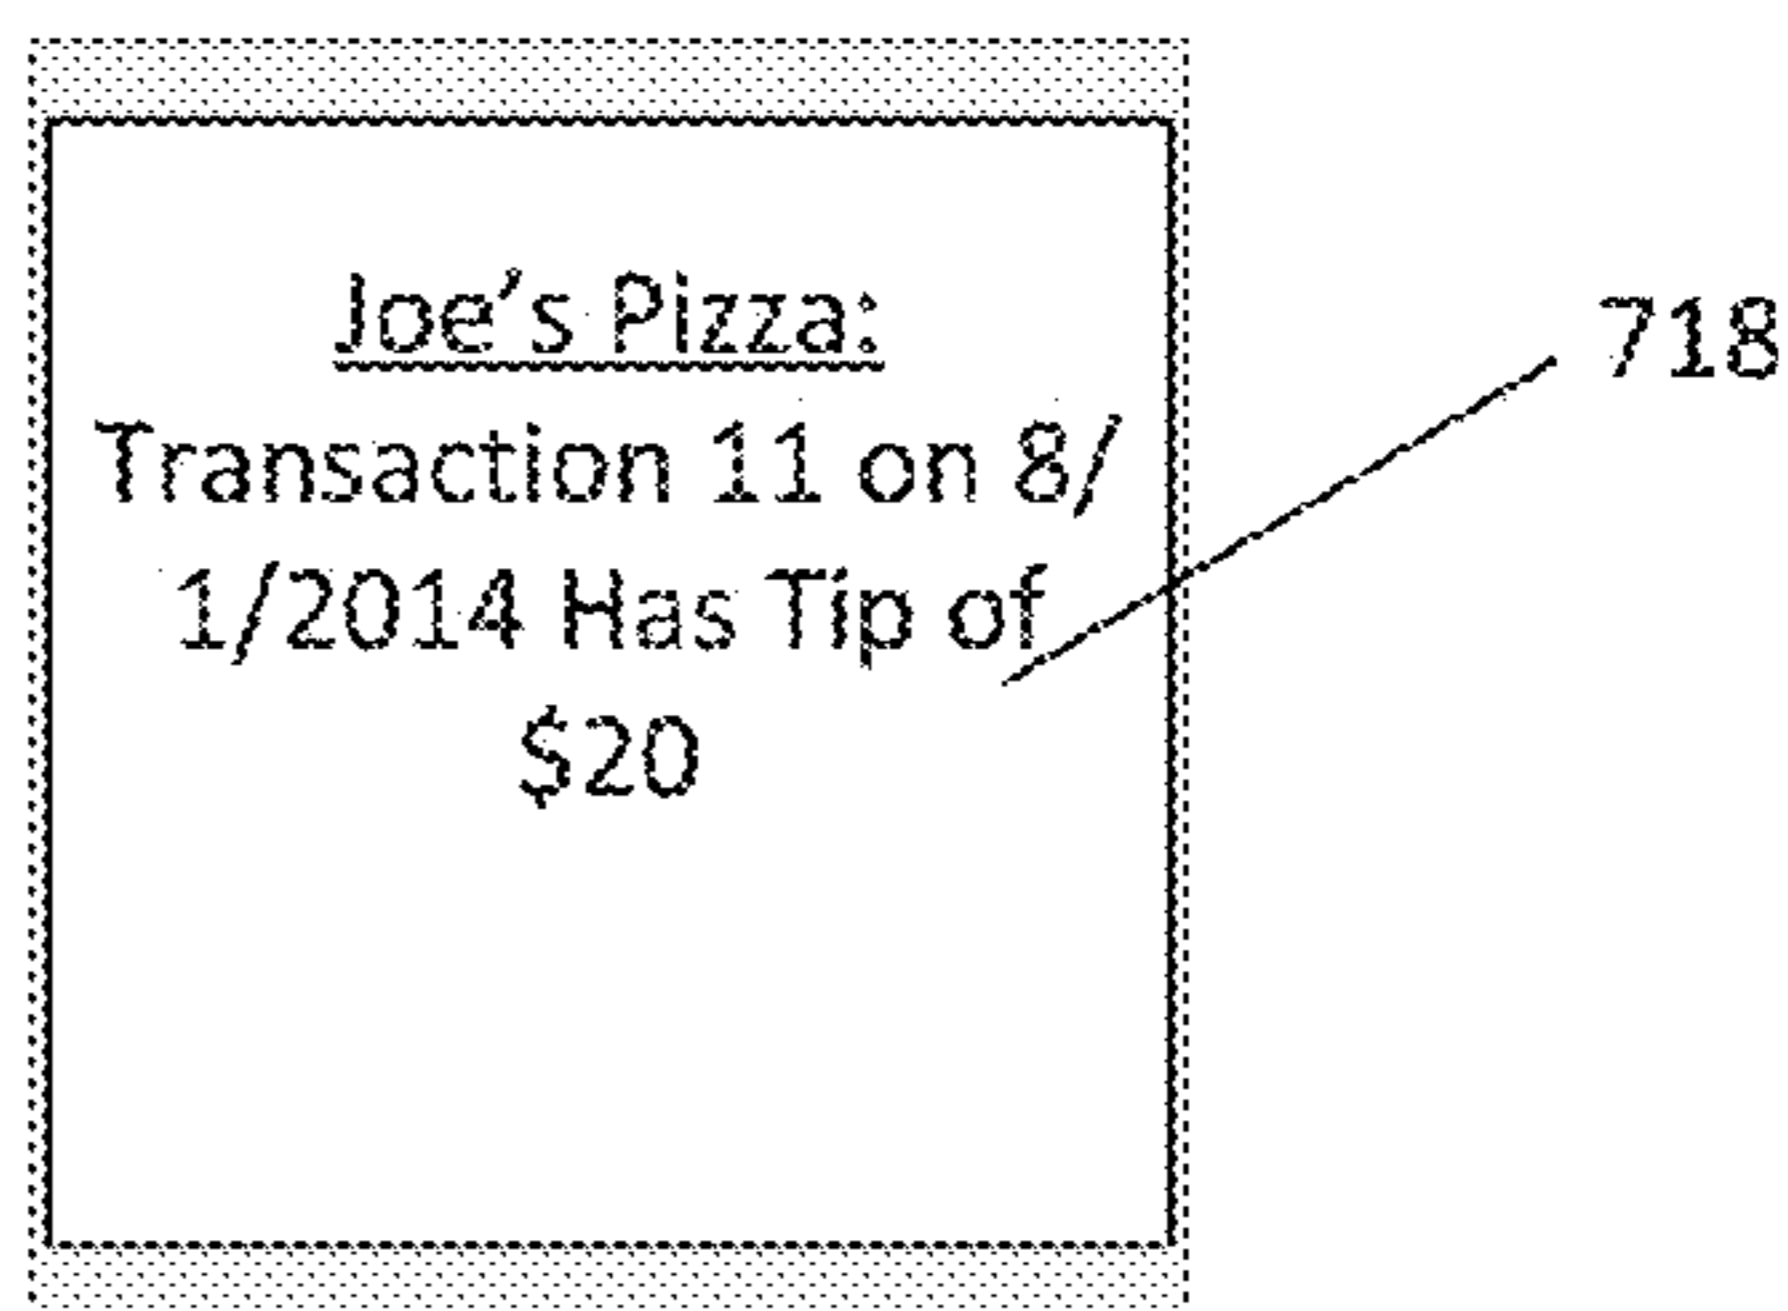 Joe's Pizza:
718
Transaction 11 on 8/
1/2014 Has Tip of
$20